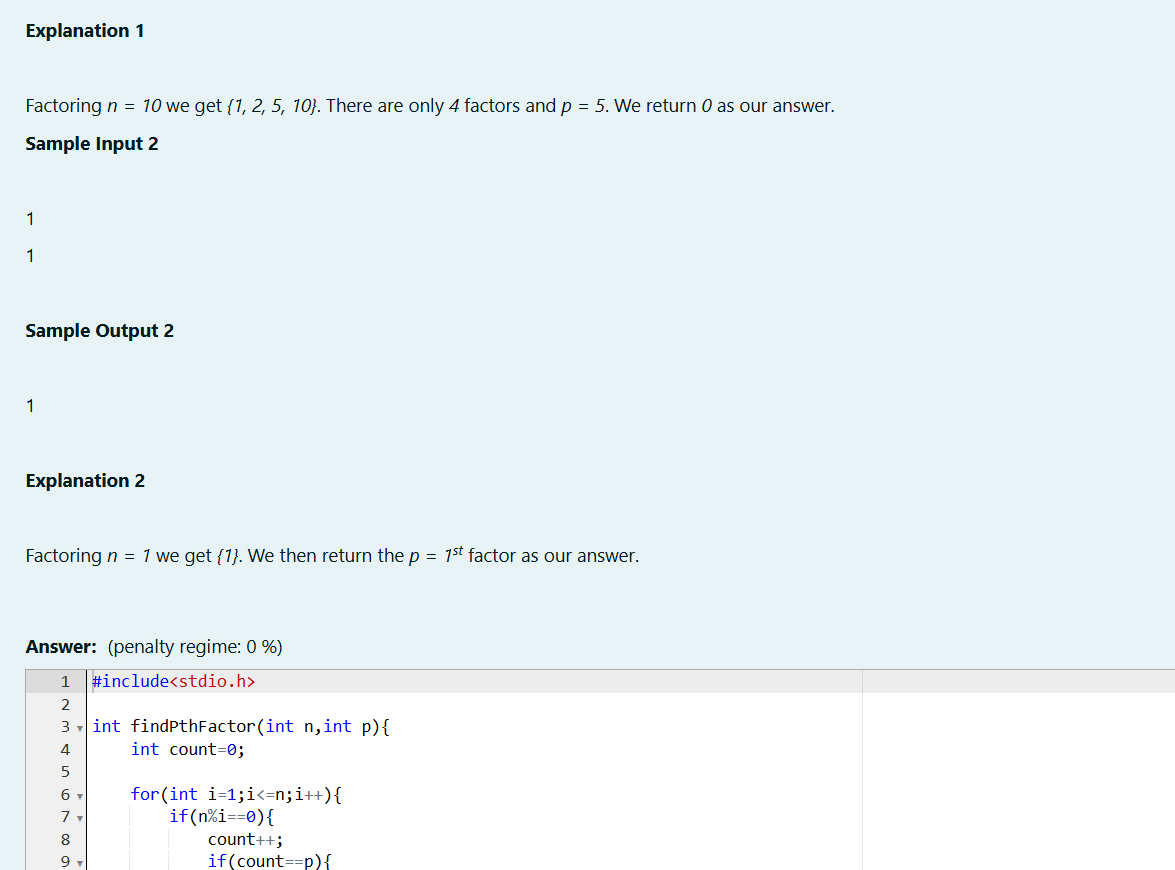 Explanation 1
Factoring n = 10 we get {1, 2, 5, 10}. There are only 4 factors and p = 5. We return 0 as our answer.
Sample Input 2
1
1
Sample Output 2
1
Explanation 2
Factoring n = 1 we get {1}. We then return the p = 1st factor as our answer.
Answer: (penalty regime: 0 %)
1 #include<stdio.h>
2
3 int findPthFactor(int n,int p){
4     int count=0;
5
6     for(int i=1;i<=n;i++){
7         if(n%i==0){
8             count++;
9             if(count==p){